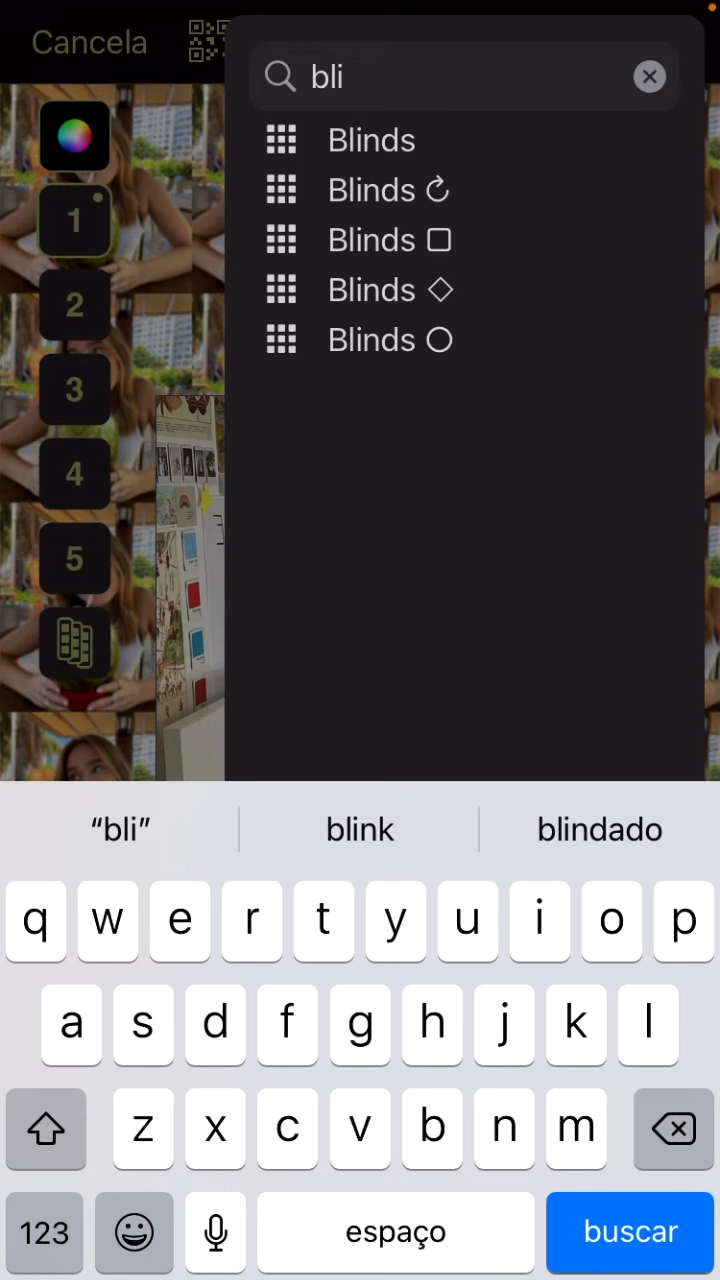 Cancela
bli
Blinds
Blinds
Blinds
Blinds
Blinds
1
2
3
4
5
“bli” blink blindado
q w e r t y u i o p
a s d f g h j k l
z x c v b n m
123 espaço buscar